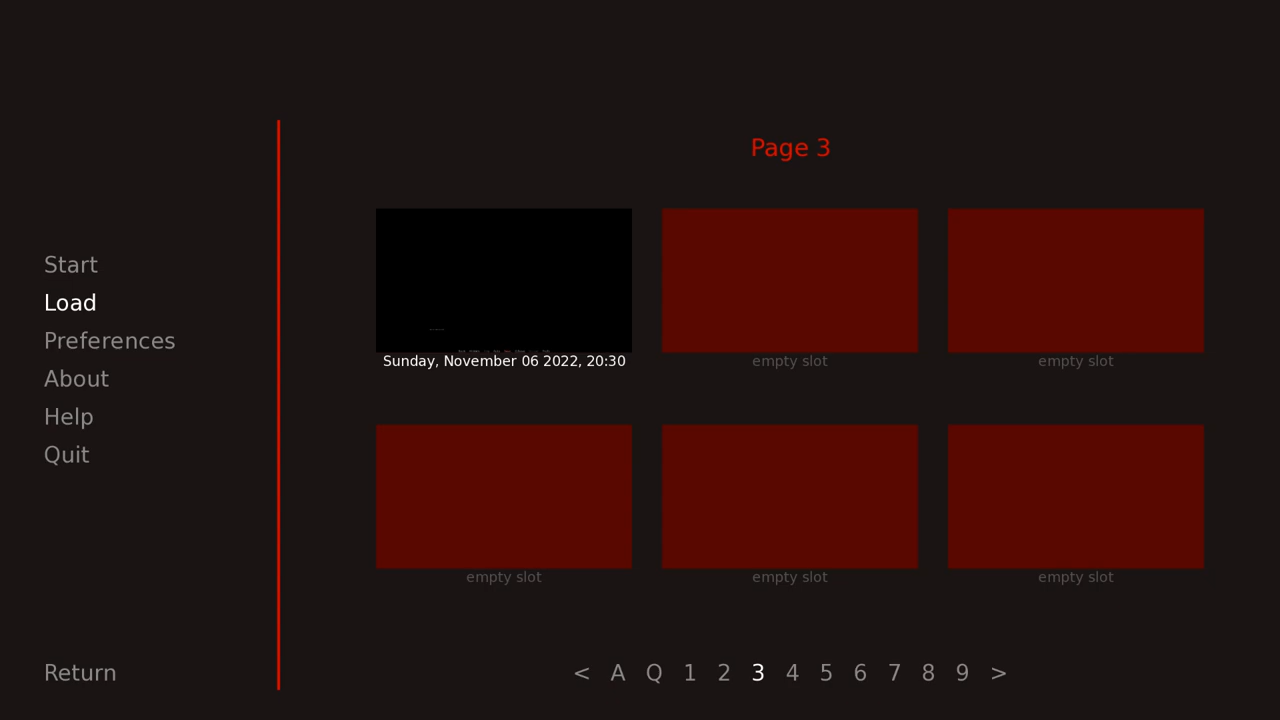 Page 3
Start
Load
Preferences
About
Help
Quit
Return
Sunday, November 06 2022, 20:30
empty slot
empty slot
empty slot
empty slot
empty slot
< A Q 1 2 3 4 5 6 7 8 9 >